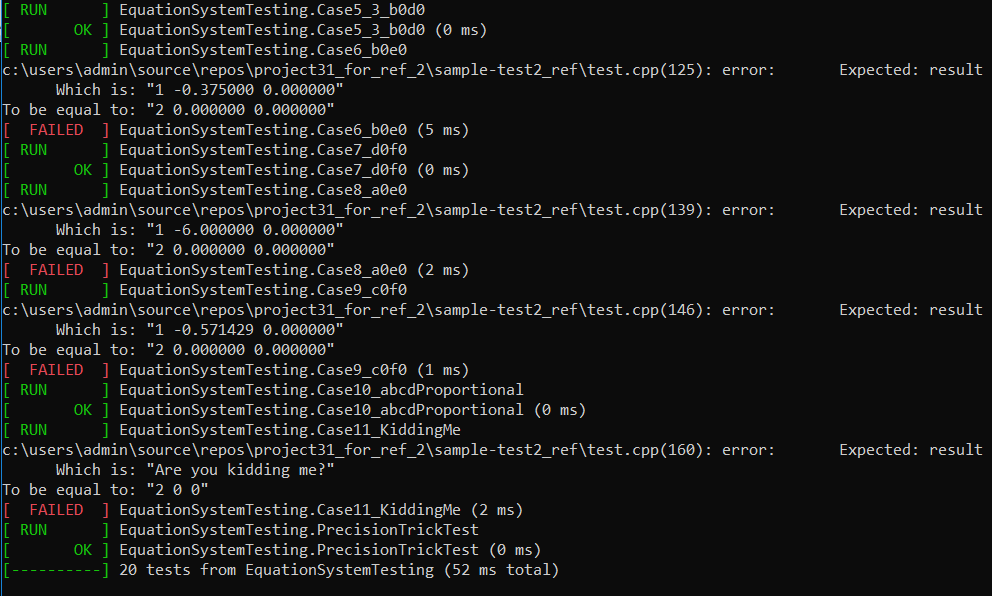 [ RUN      ] EquationSystemTesting.Case5_3_b0d0
[       OK ] EquationSystemTesting.Case5_3_b0d0 (0 ms)
[ RUN      ] EquationSystemTesting.Case6_b0e0
c:\users\admin\source\repos\project31_for_ref_2\sample-test2_ref\test.cpp(125): error:       Expected: result
      Which is: "1 -0.375000 0.000000"
To be equal to: "2 0.000000 0.000000"
[  FAILED  ] EquationSystemTesting.Case6_b0e0 (5 ms)
[ RUN      ] EquationSystemTesting.Case7_d0f0
[       OK ] EquationSystemTesting.Case7_d0f0 (0 ms)
[ RUN      ] EquationSystemTesting.Case8_a0e0
c:\users\admin\source\repos\project31_for_ref_2\sample-test2_ref\test.cpp(139): error:       Expected: result
      Which is: "1 -6.000000 0.000000"
To be equal to: "2 0.000000 0.000000"
[  FAILED  ] EquationSystemTesting.Case8_a0e0 (2 ms)
[ RUN      ] EquationSystemTesting.Case9_c0f0
c:\users\admin\source\repos\project31_for_ref_2\sample-test2_ref\test.cpp(146): error:       Expected: result
      Which is: "1 -0.571429 0.000000"
To be equal to: "2 0.000000 0.000000"
[  FAILED  ] EquationSystemTesting.Case9_c0f0 (1 ms)
[ RUN      ] EquationSystemTesting.Case10_abcdProportional
[       OK ] EquationSystemTesting.Case10_abcdProportional (0 ms)
[ RUN      ] EquationSystemTesting.Case11_KiddingMe
c:\users\admin\source\repos\project31_for_ref_2\sample-test2_ref\test.cpp(160): error:       Expected: result
      Which is: "Are you kidding me?"
To be equal to: "2 0 0"
[  FAILED  ] EquationSystemTesting.Case11_KiddingMe (2 ms)
[ RUN      ] EquationSystemTesting.PrecisionTrickTest
[       OK ] EquationSystemTesting.PrecisionTrickTest (0 ms)
[----------] 20 tests from EquationSystemTesting (52 ms total)